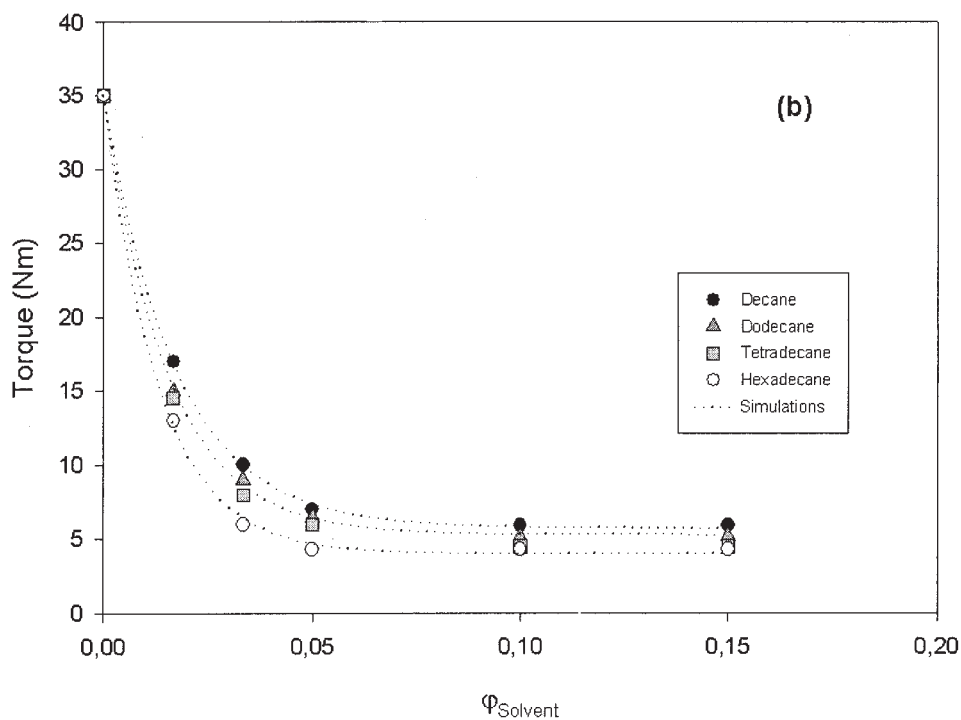 40
35
30
25
20
15
10
5
0
Torque (Nm)
(b)
Decane
Dodecane
Tetradecane
Hexadecane
Simulations
0,00
0,05
0,10
0,15
0,20
φSolvent